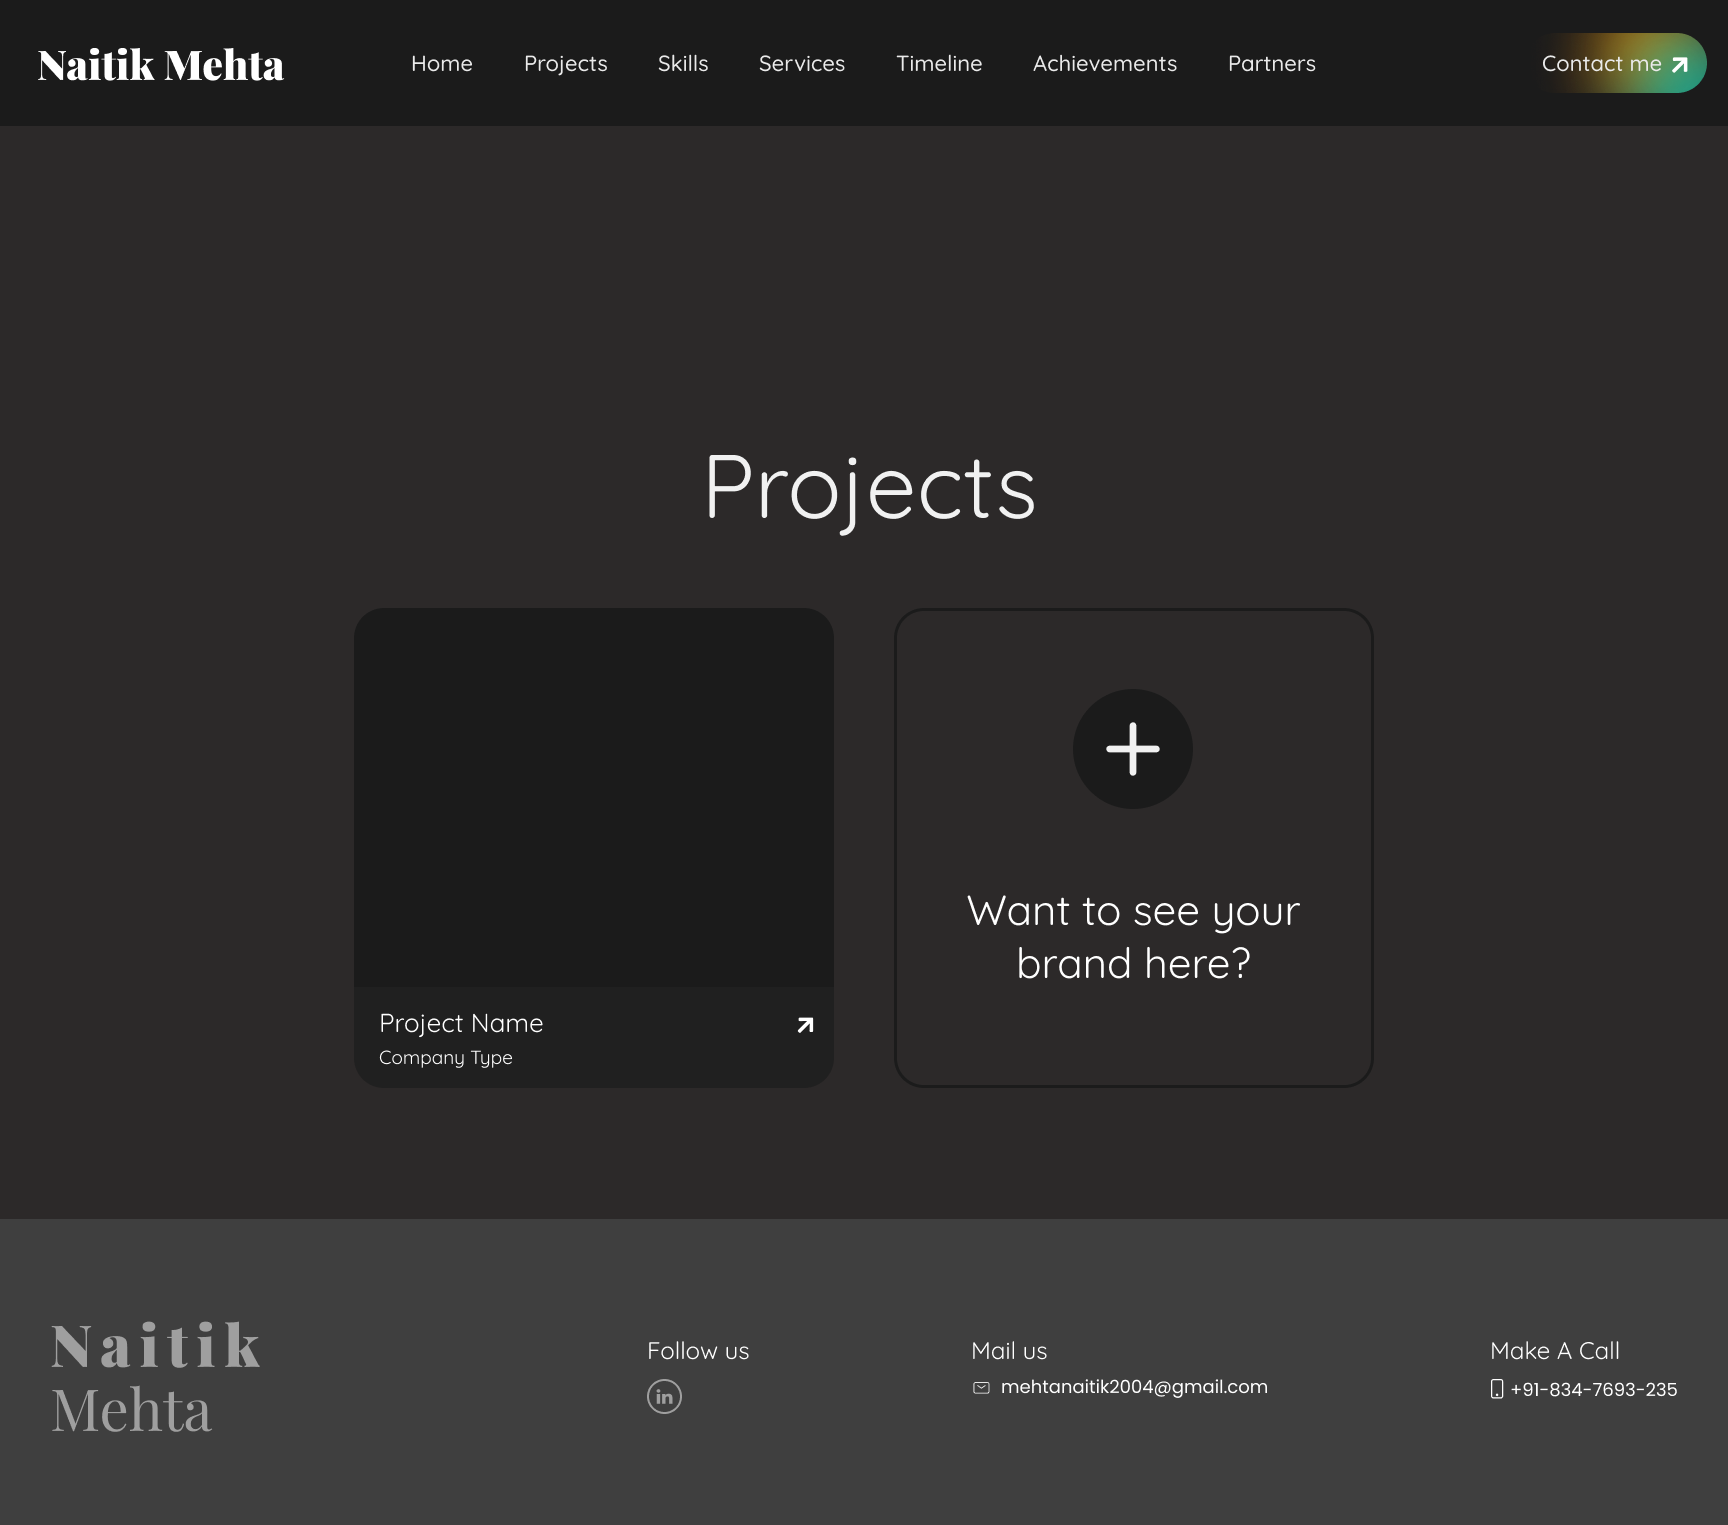 Naitik Mehta
Home
Projects
Skills
Services
Timeline
Achievements
Partners
Contact me
Projects
Project Name
Company Type
Want to see your
brand here?
Naitik
Mehta
Follow us
in
Mail us
mehtanaitik2004@gmail.com
Make A Call
+91-834-7693-235